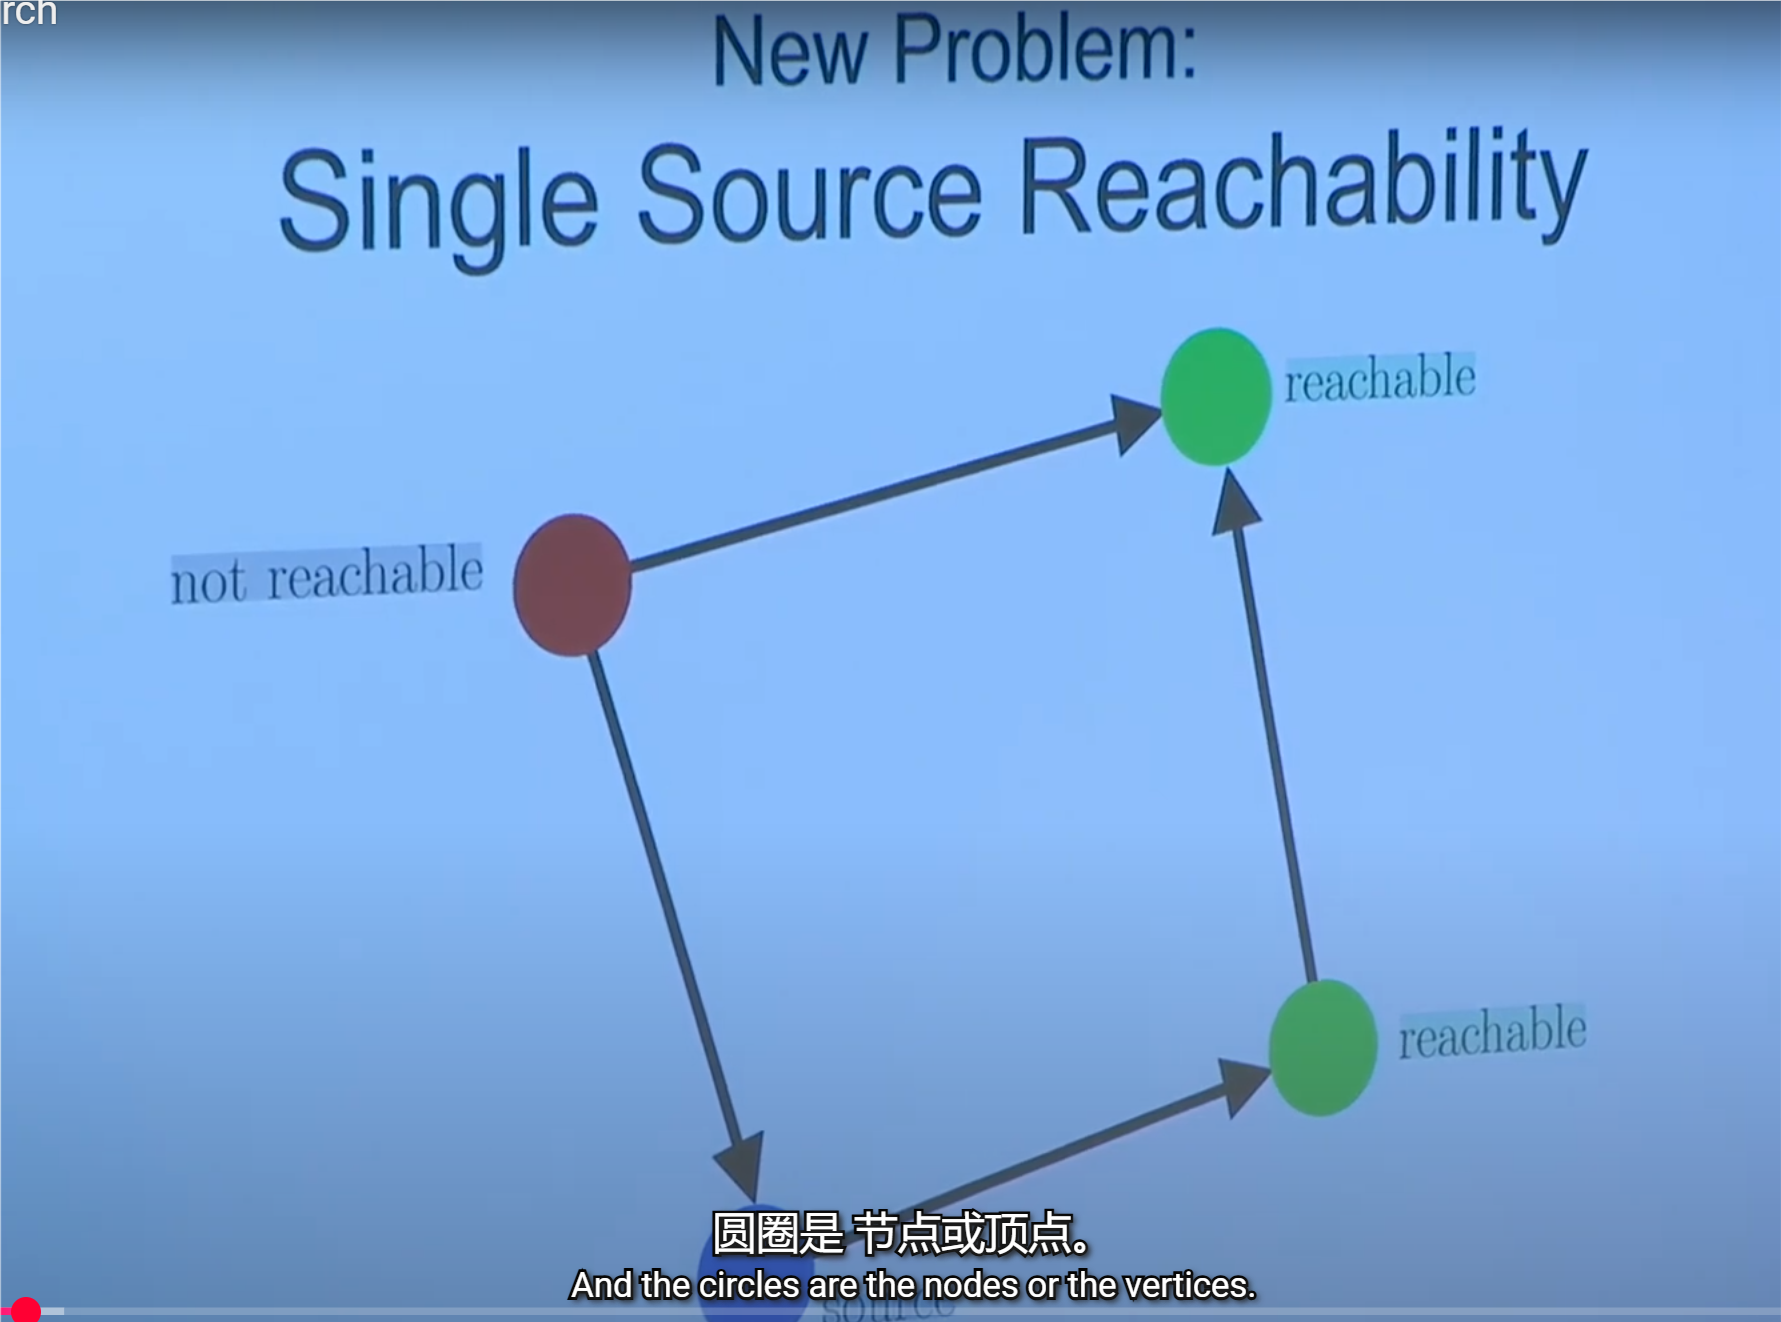 rch
New Problem:
Single Source Reachability
reachable
not reachable
reachable
圆圈是 节点或顶点。
And the circles are the nodes or the vertices.
source